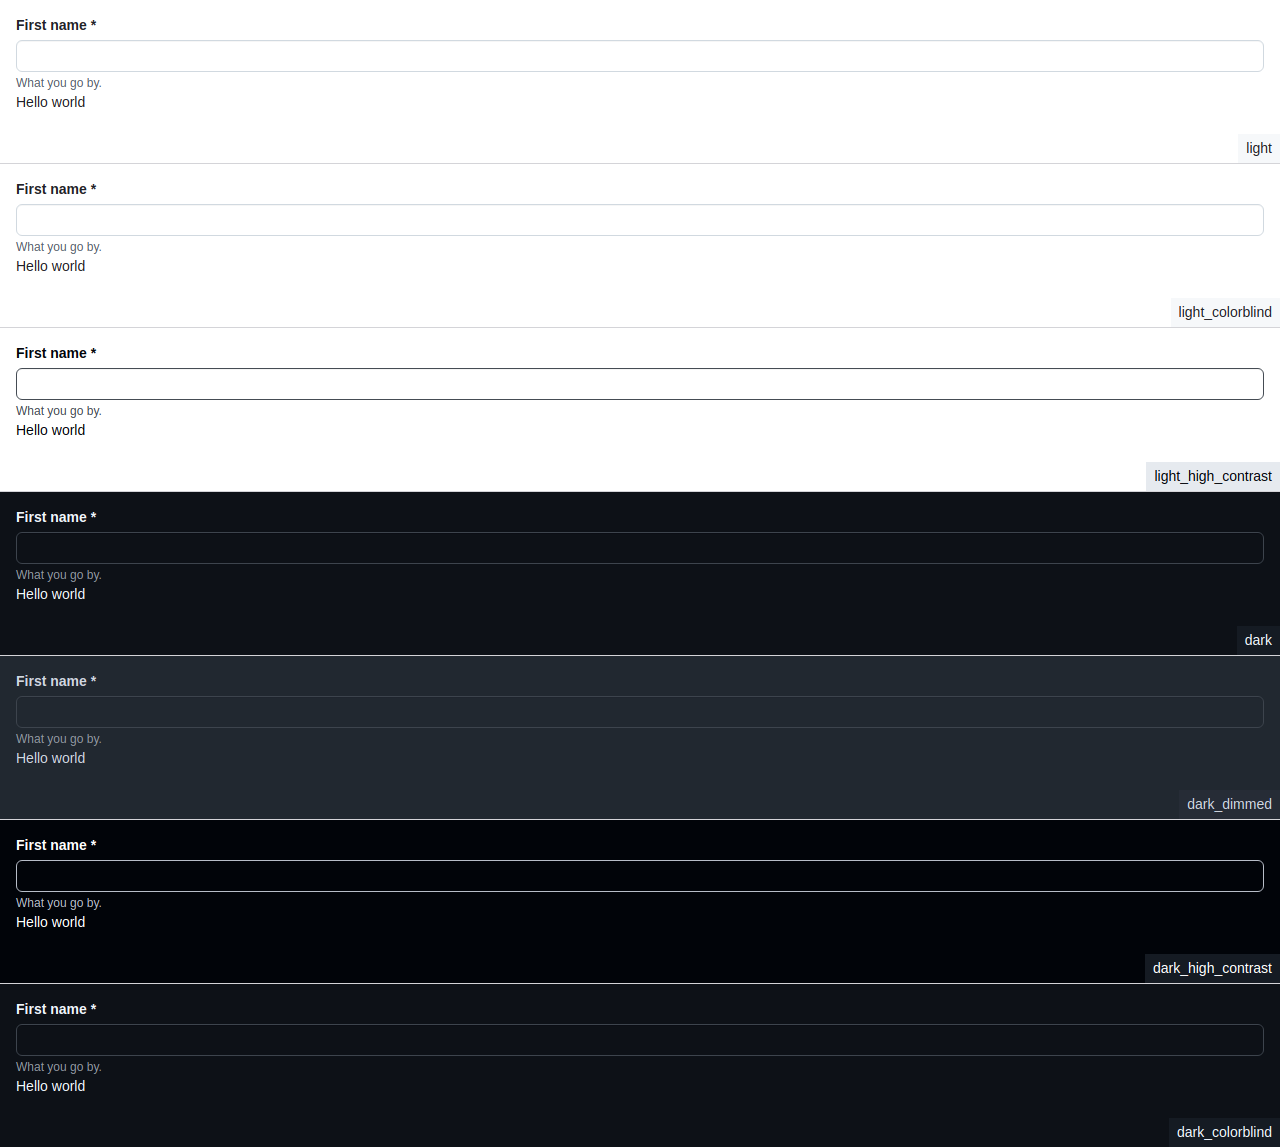 First name *
What you go by.
Hello world
light
First name *
What you go by.
Hello world
light_colorblind
First name *
What you go by.
Hello world
light_high_contrast
First name *
What you go by.
Hello world
dark
First name *
What you go by.
Hello world
dark_dimmed
First name *
What you go by.
Hello world
dark_high_contrast
First name *
What you go by.
Hello world
dark_colorblind